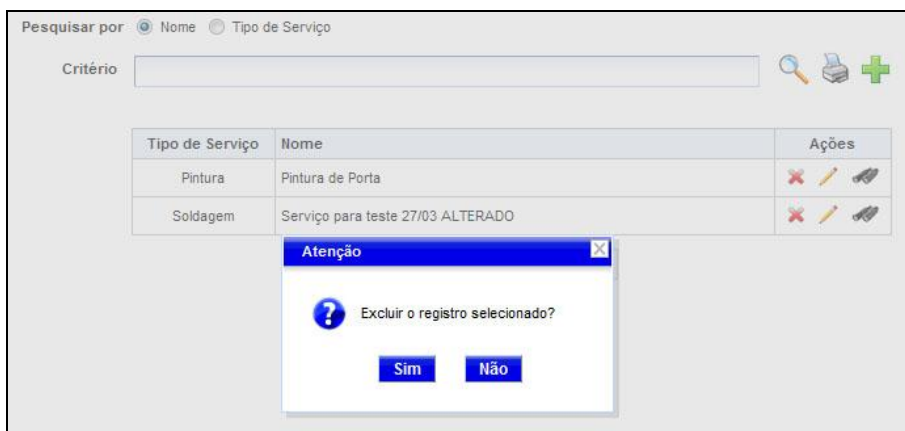 Pesquisar por Nome Tipo de Serviço
Critério
Tipo de Serviço Nome Ações
Pintura Pintura de Porta
Soldagem Serviço para teste 27/03 ALTERADO
Atenção
Excluir o registro selecionado?
Sim Não